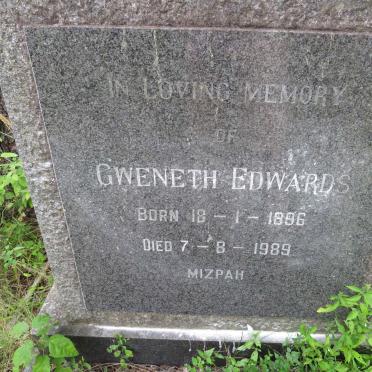 IN LOVING MEMORY
OF
GWENETH EDWARDS
BORN 18 - 1 - 1896
DIED 7 - 8 - 1989
MIZPAH